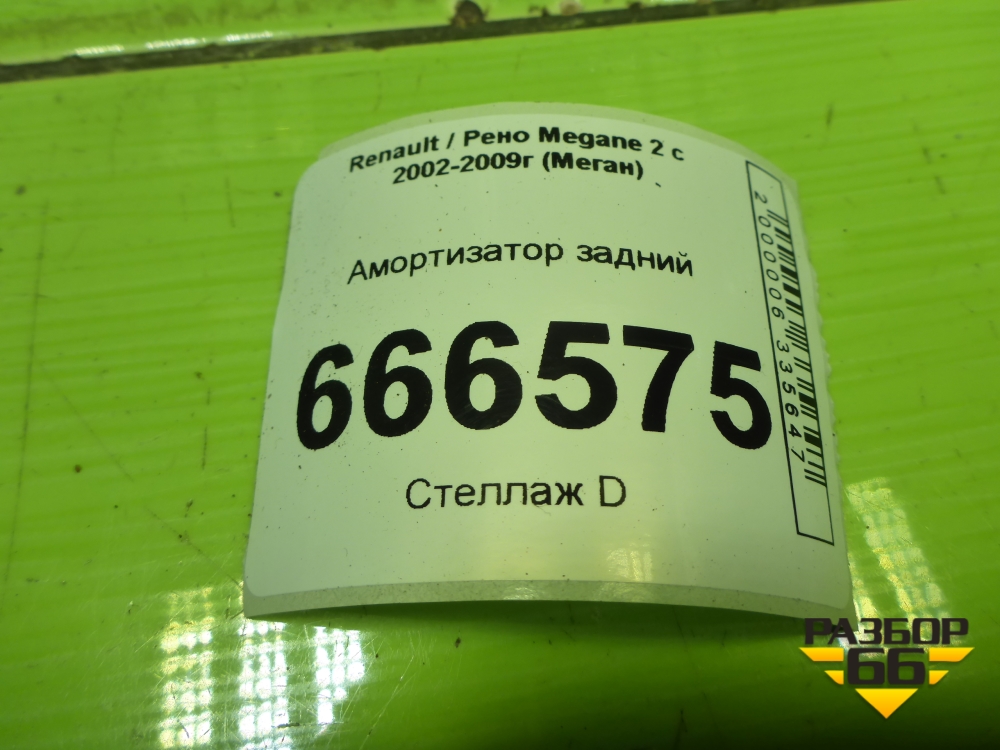 Renault / Рено Megane 2 с
2002-2009г (Меган)
Амортизатор задний
666575
Стеллаж D
2000006335647
РАЗБОР
66